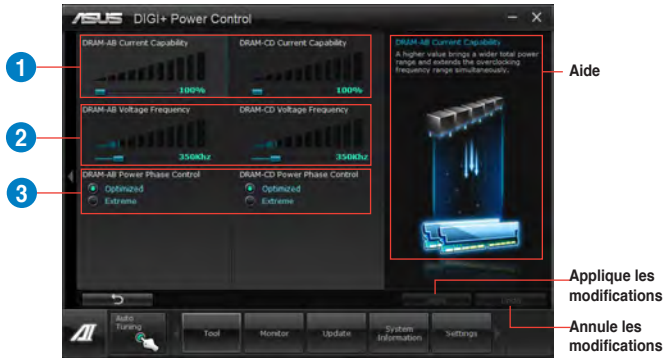 ASUS DIGI+ Power Control
1
DRAM-AB Current Capability
100%
DRAM-CD Current Capability
100%
2
DRAM-AB Voltage Frequency
350Khz
DRAM-CD Voltage Frequency
350Khz
3
DRAM-AB Power Phase Control
Optimized
Extreme
DRAM-CD Power Phase Control
Optimized
Extreme
DRAM-AB Current Capability
A higher value brings a wider total power
range and extends the overclocking
frequency range simultaneously.
Aide
Applique les
modifications
Annule les
modifications
Auto
Tuning
Tool
Monitor
Update
System
Information
Settings